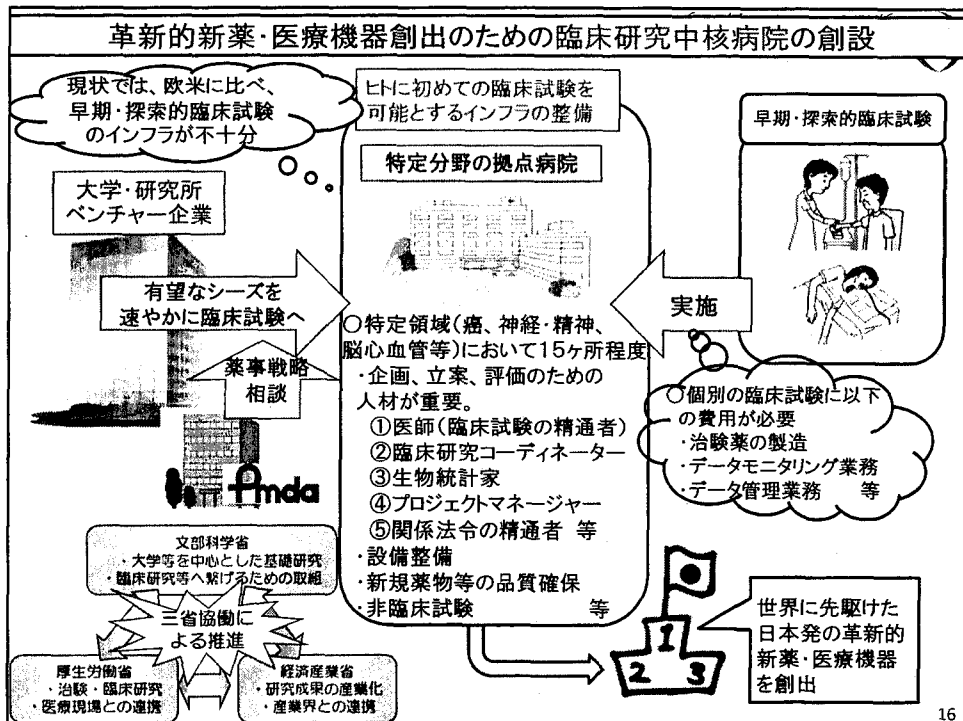 革新的新薬・医療機器創出のための臨床研究中核病院の創設
現状では、欧米に比べ、
早期・探索的臨床試験
のインフラが不十分
大学・研究所
ベンチャー企業
有望なシーズを
速やかに臨床試験へ
薬事戦略
相談
Pmda
文部科学省
・大学等を中心とした基礎研究
・臨床研究等へ繋げるための取組
三省協働に
よる推進
厚生労働省
・治験・臨床研究
・医療現場との連携
経済産業省
・研究成果の産業化
・産業界との連携
ヒトに初めての臨床試験を
可能とするインフラの整備
特定分野の拠点病院
○特定領域(癌、神経・精神、
脳心血管等)において15ヶ所程度
・企画、立案、評価のための
人材が重要。
①医師(臨床試験の精通者)
②臨床研究コーディネーター
③生物統計家
④プロジェクトマネージャー
⑤関係法令の精通者 等
・設備整備
・新規薬物等の品質確保
・非臨床試験 等
早期・探索的臨床試験
実施
○個別の臨床試験に以下
の費用が必要
・治験薬の製造
・データモニタリング業務
・データ管理業務 等
1
2 3
世界に先駆けた
日本発の革新的
新薬・医療機器
を創出
16